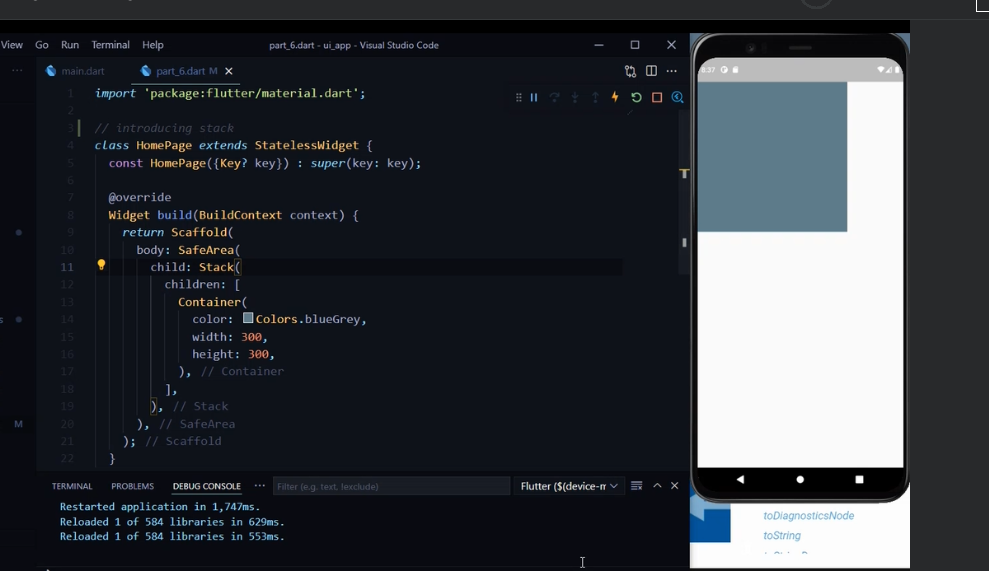 View Go Run Terminal Help
part_6.dart - ui_app - Visual Studio Code
main.dart
part_6.dart M
1 import 'package:flutter/material.dart';
2
3 // introducing stack
4 class HomePage extends StatelessWidget {
5 const HomePage({Key? key}) : super(key: key);
6
7 @override
8 Widget build(BuildContext context) {
9 return Scaffold(
10 body: SafeArea(
11 child: Stack(
12 children: [
13 Container(
14 color: Colors.blueGrey,
15 width: 300,
16 height: 300,
17 ), // Container
18 ],
19 ), // Stack
20 ), // SafeArea
21 ); // Scaffold
22 }
M
TERMINAL PROBLEMS DEBUG CONSOLE ... Filter (e.g. text, !exclude)
Restarted application in 1,747ms.
Reloaded 1 of 584 libraries in 629ms.
Reloaded 1 of 584 libraries in 553ms.
8:37
toDiagnosticsNode
toString